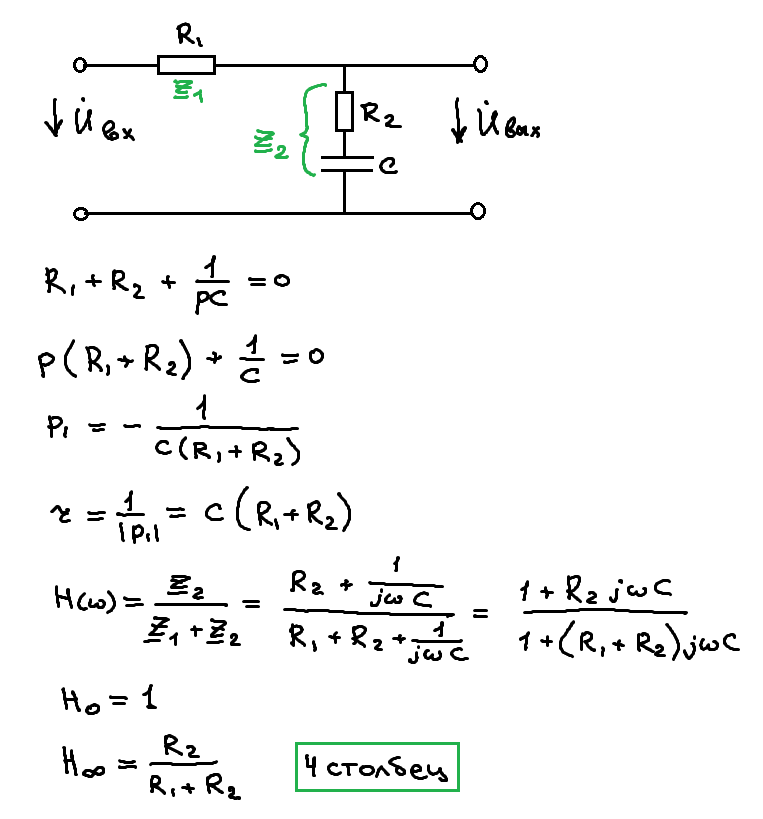 R₁
Z₁
u̇вх
Z₂
R₂
C
u̇вых
R₁ + R₂ + 1/pC = 0
p(R₁ + R₂) + 1/C = 0
p₁ = - 1/C(R₁ + R₂)
τ = 1/|p₁| = C(R₁ + R₂)
H(ω) = Z₂/(Z₁ + Z₂) = (R₂ + 1/jωC)/(R₁ + R₂ + 1/jωC) = (1 + R₂jωC)/(1 + (R₁ + R₂)jωC)
H₀ = 1
H∞ = R₂/(R₁ + R₂)
4 столбец